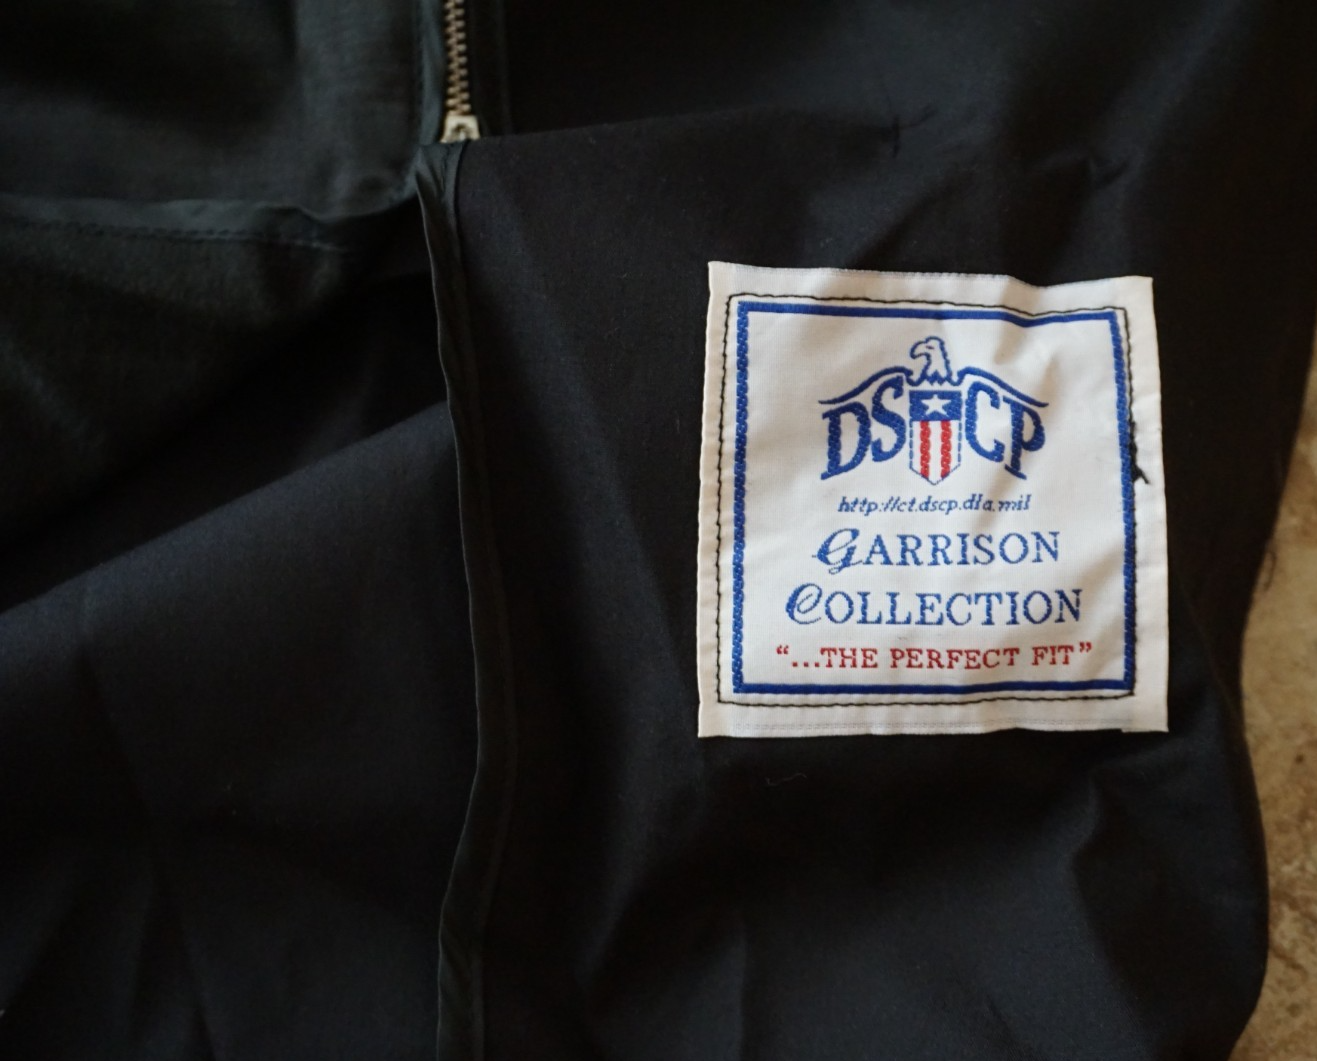 DSCP
http://ct.dscp.dla.mil
GARRISON
COLLECTION
“...THE PERFECT FIT”